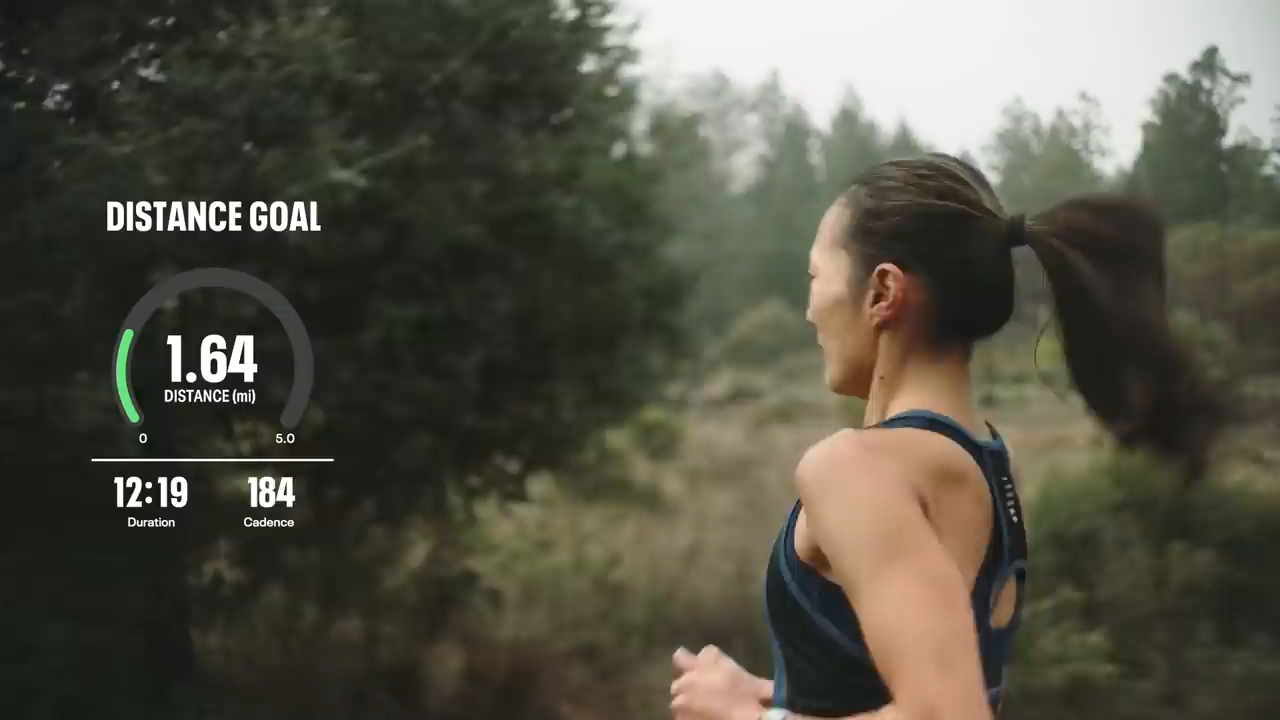 DISTANCE GOAL
1.64
DISTANCE (mi)
0 5.0
12:19 184
Duration Cadence